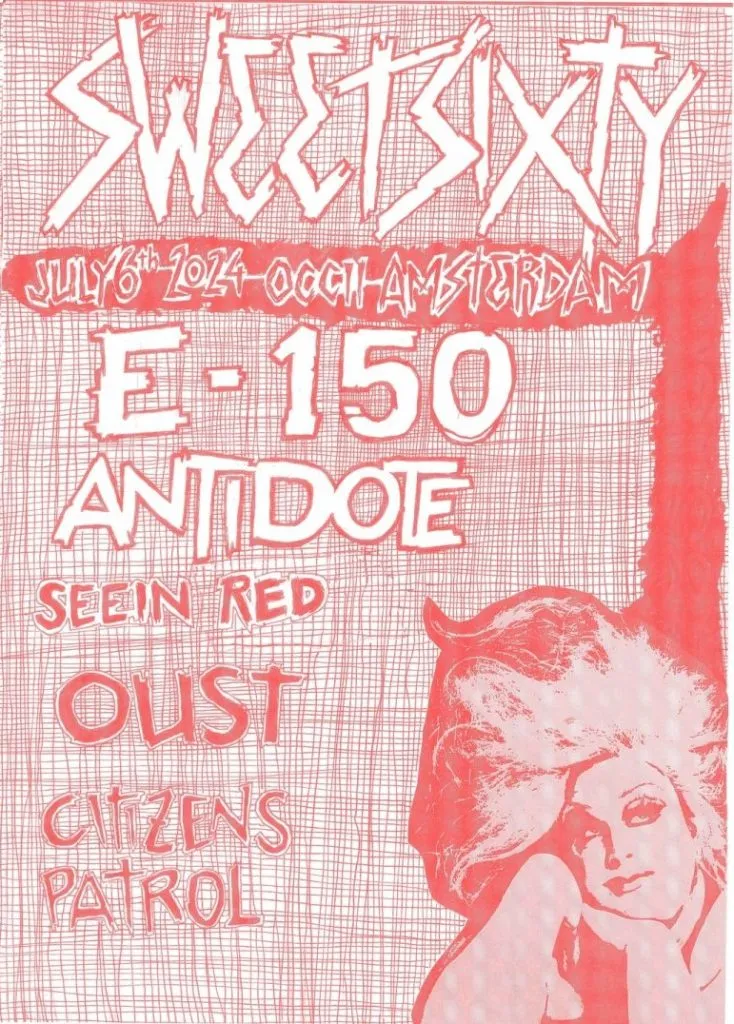 SWEETSIXTY
JULY 6th 2024 OCCII AMSTERDAM
E-150
ANTIDOTE
SEEIN RED
OUST
CITIZENS
PATROL